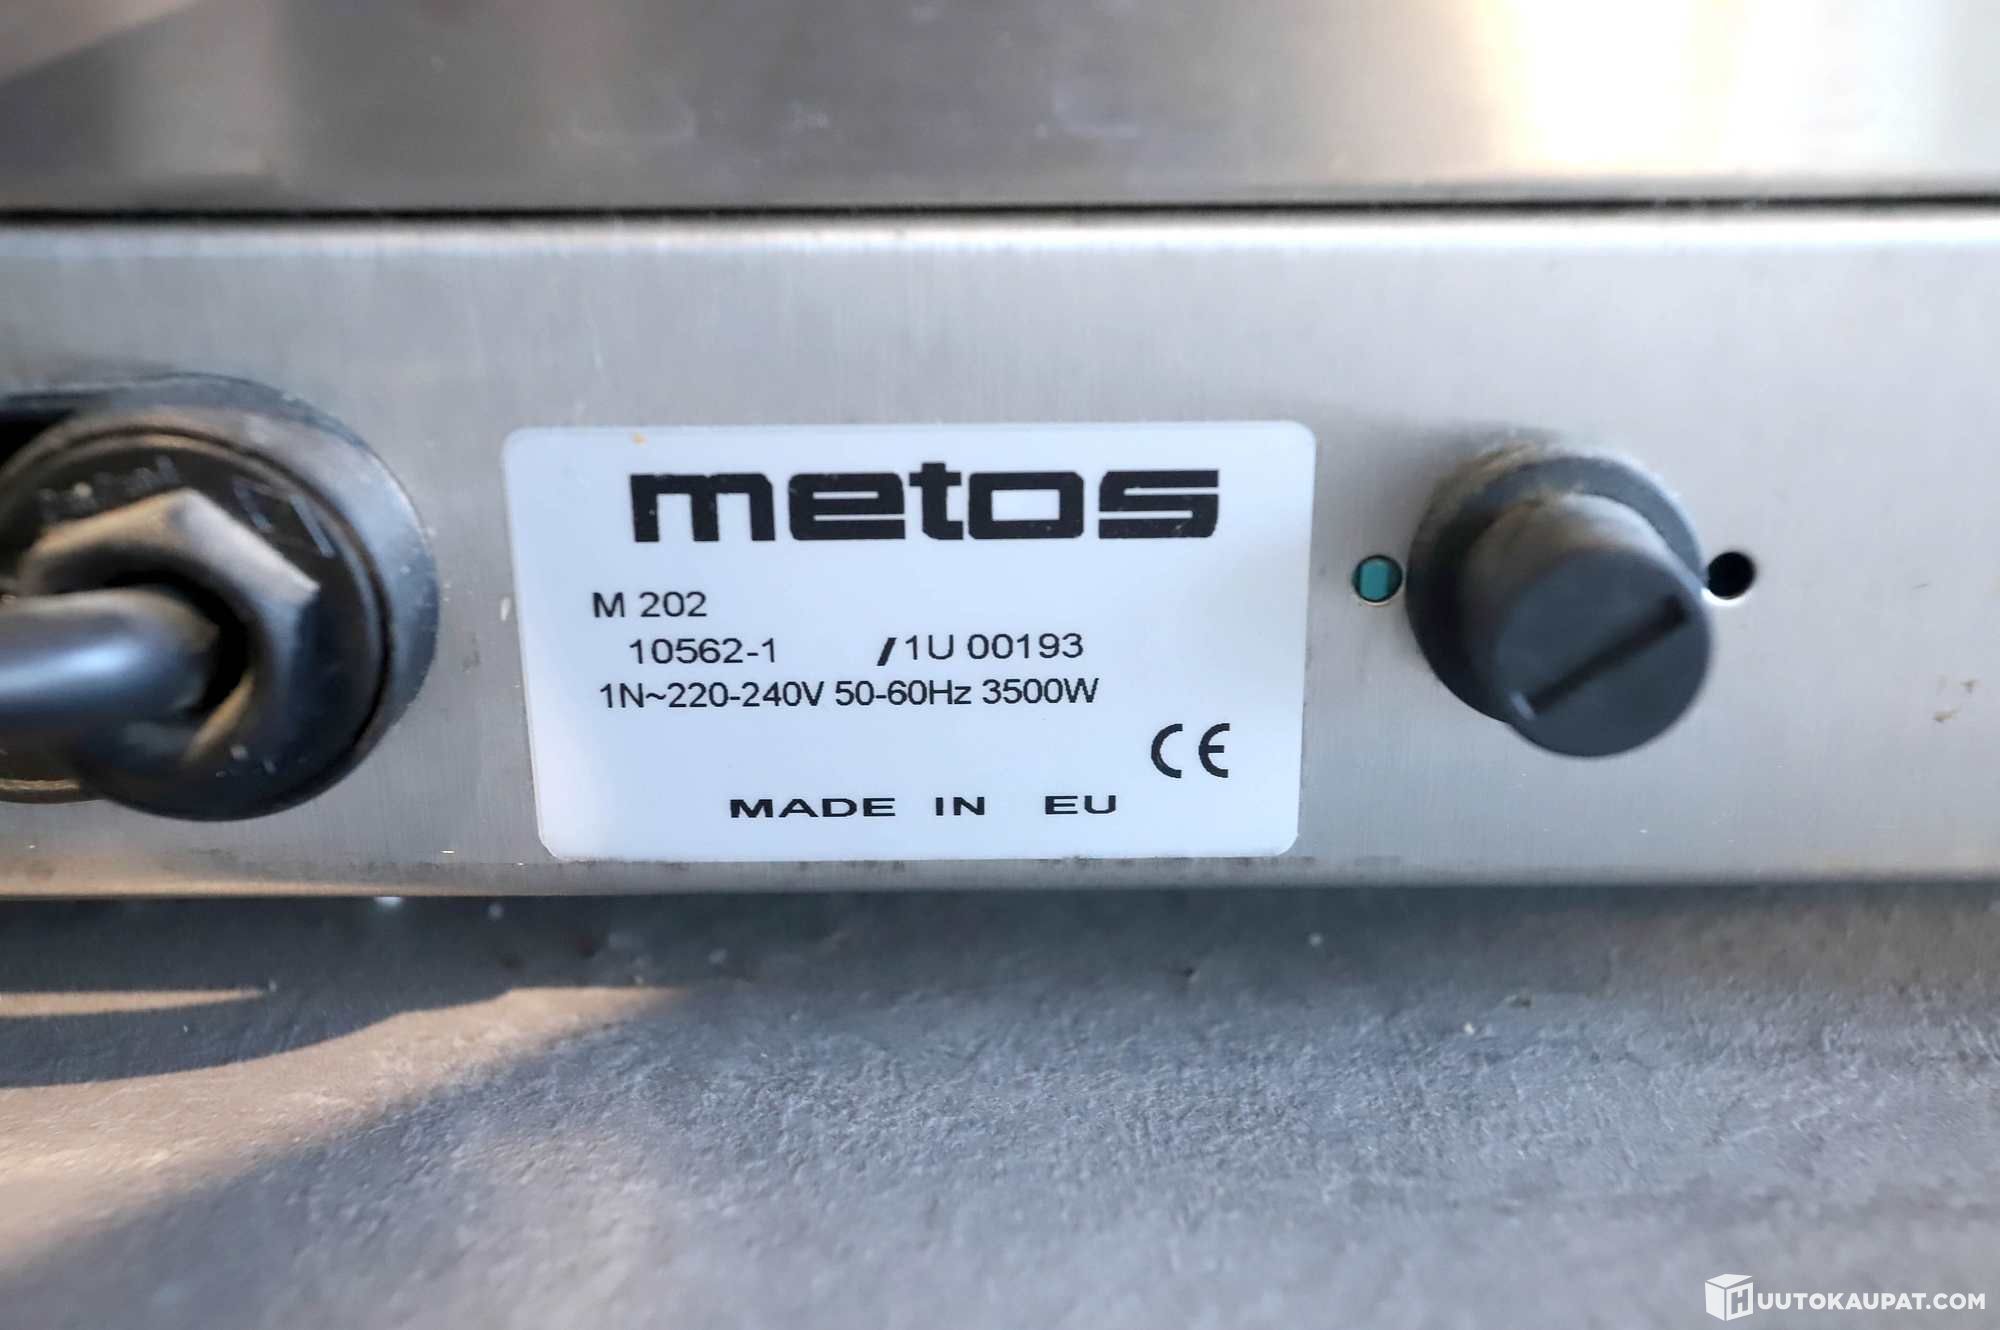 metos
M 202
10562-1 /1U 00193
1N~220-240V 50-60Hz 3500W
CE
MADE IN EU
HUUTOKAUPAT.COM